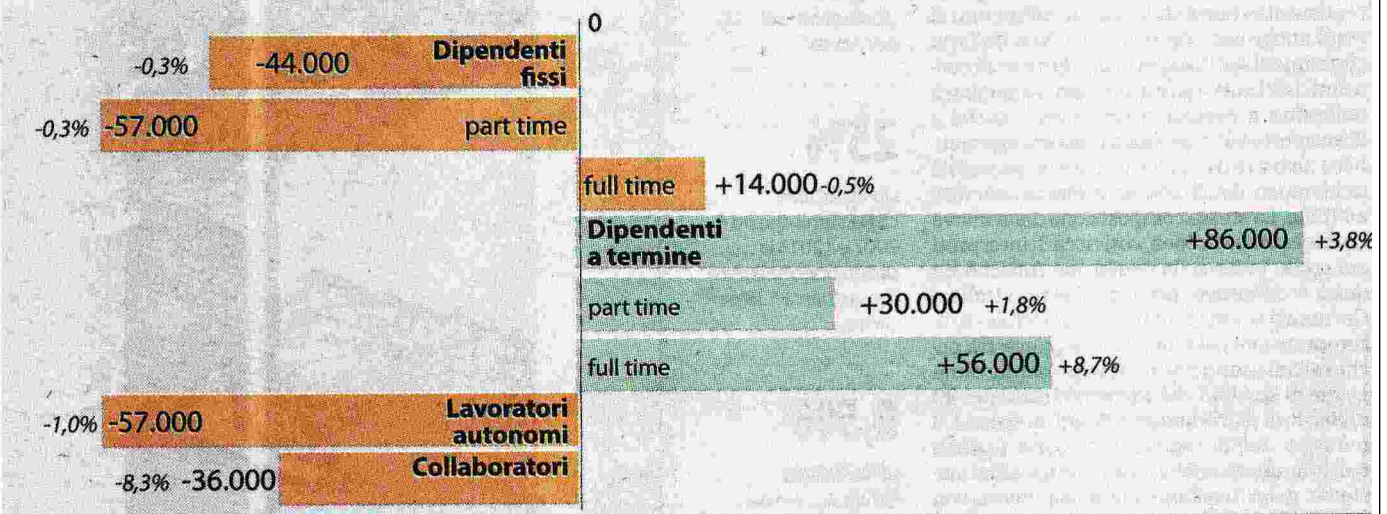 0
-0,3% -44.000 Dipendenti
fissi
-0,3% -57.000 part time
full time +14.000 -0,5%
Dipendenti
a termine +86.000 +3,8%
part time +30.000 +1,8%
full time +56.000 +8,7%
-1,0% -57.000 Lavoratori
autonomi
-8,3% -36.000 Collaboratori